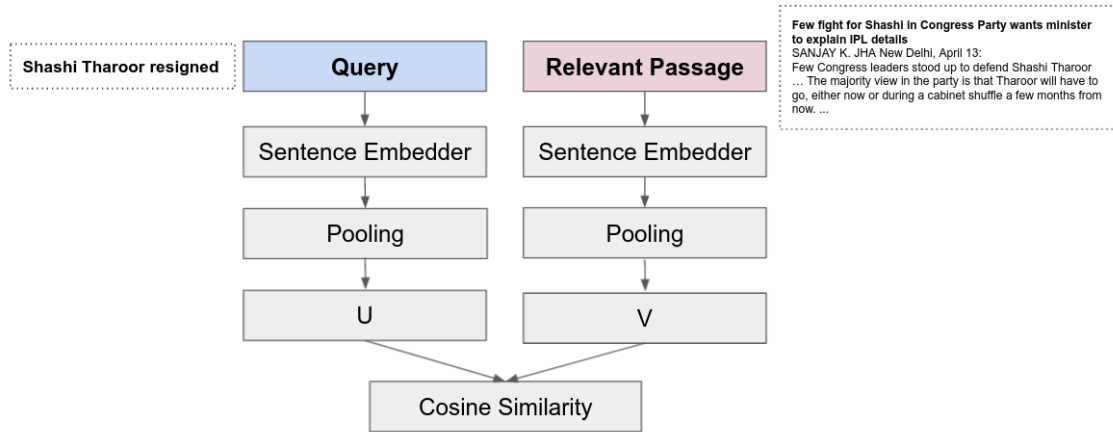 Few fight for Shashi in Congress Party wants minister
to explain IPL details
SANJAY K. JHA New Delhi, April 13:
Few Congress leaders stood up to defend Shashi Tharoor
… The majority view in the party is that Tharoor will have to
go, either now or during a cabinet shuffle a few months from
now. ...
Shashi Tharoor resigned
Query
Relevant Passage
Sentence Embedder
Sentence Embedder
Pooling
Pooling
U
V
Cosine Similarity